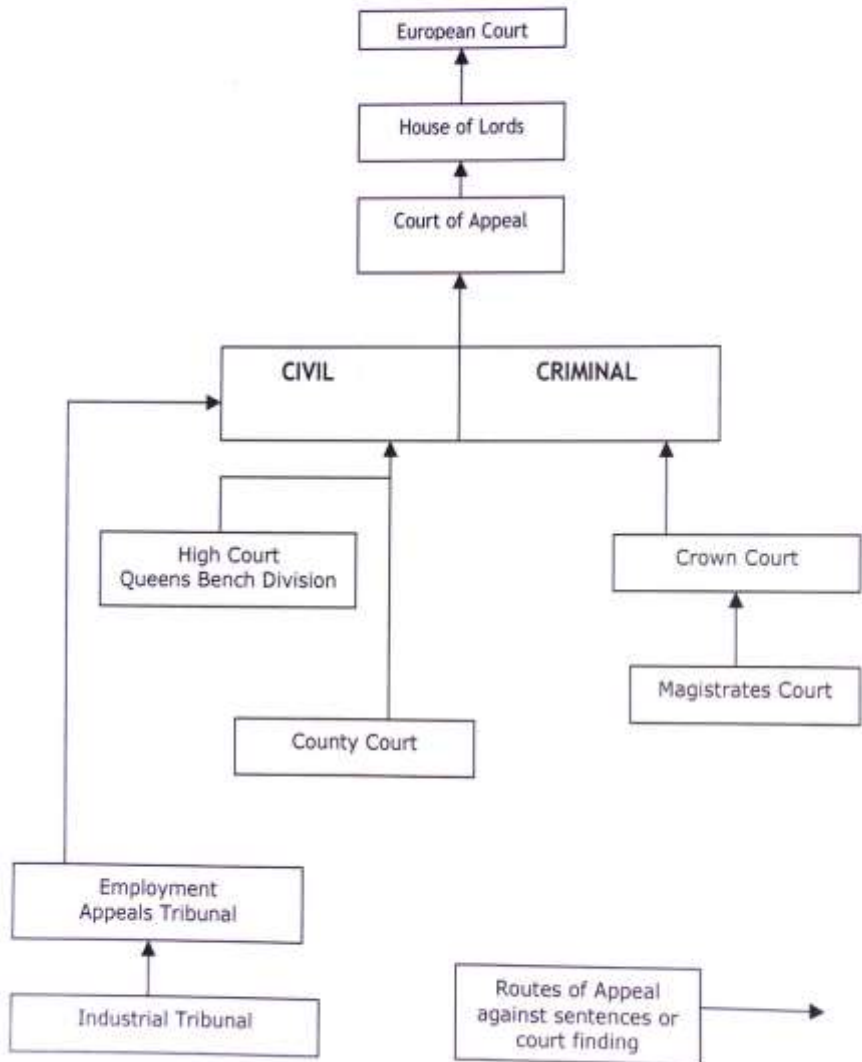 European Court
House of Lords
Court of Appeal
CIVIL
CRIMINAL
High Court
Queens Bench Division
Crown Court
Magistrates Court
County Court
Employment
Appeals Tribunal
Industrial Tribunal
Routes of Appeal
against sentences or
court finding